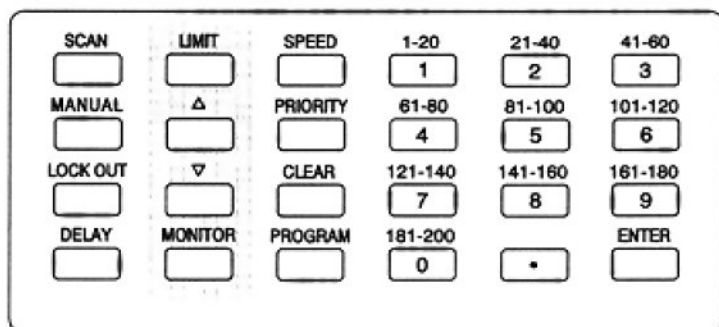 SCAN LIMIT SPEED 1-20 21-40 41-60
1 2 3
MANUAL △ PRIORITY 61-80 81-100 101-120
4 5 6
LOCK OUT ▽ CLEAR 121-140 141-160 161-180
7 8 9
DELAY MONITOR PROGRAM 181-200 ENTER
0 •